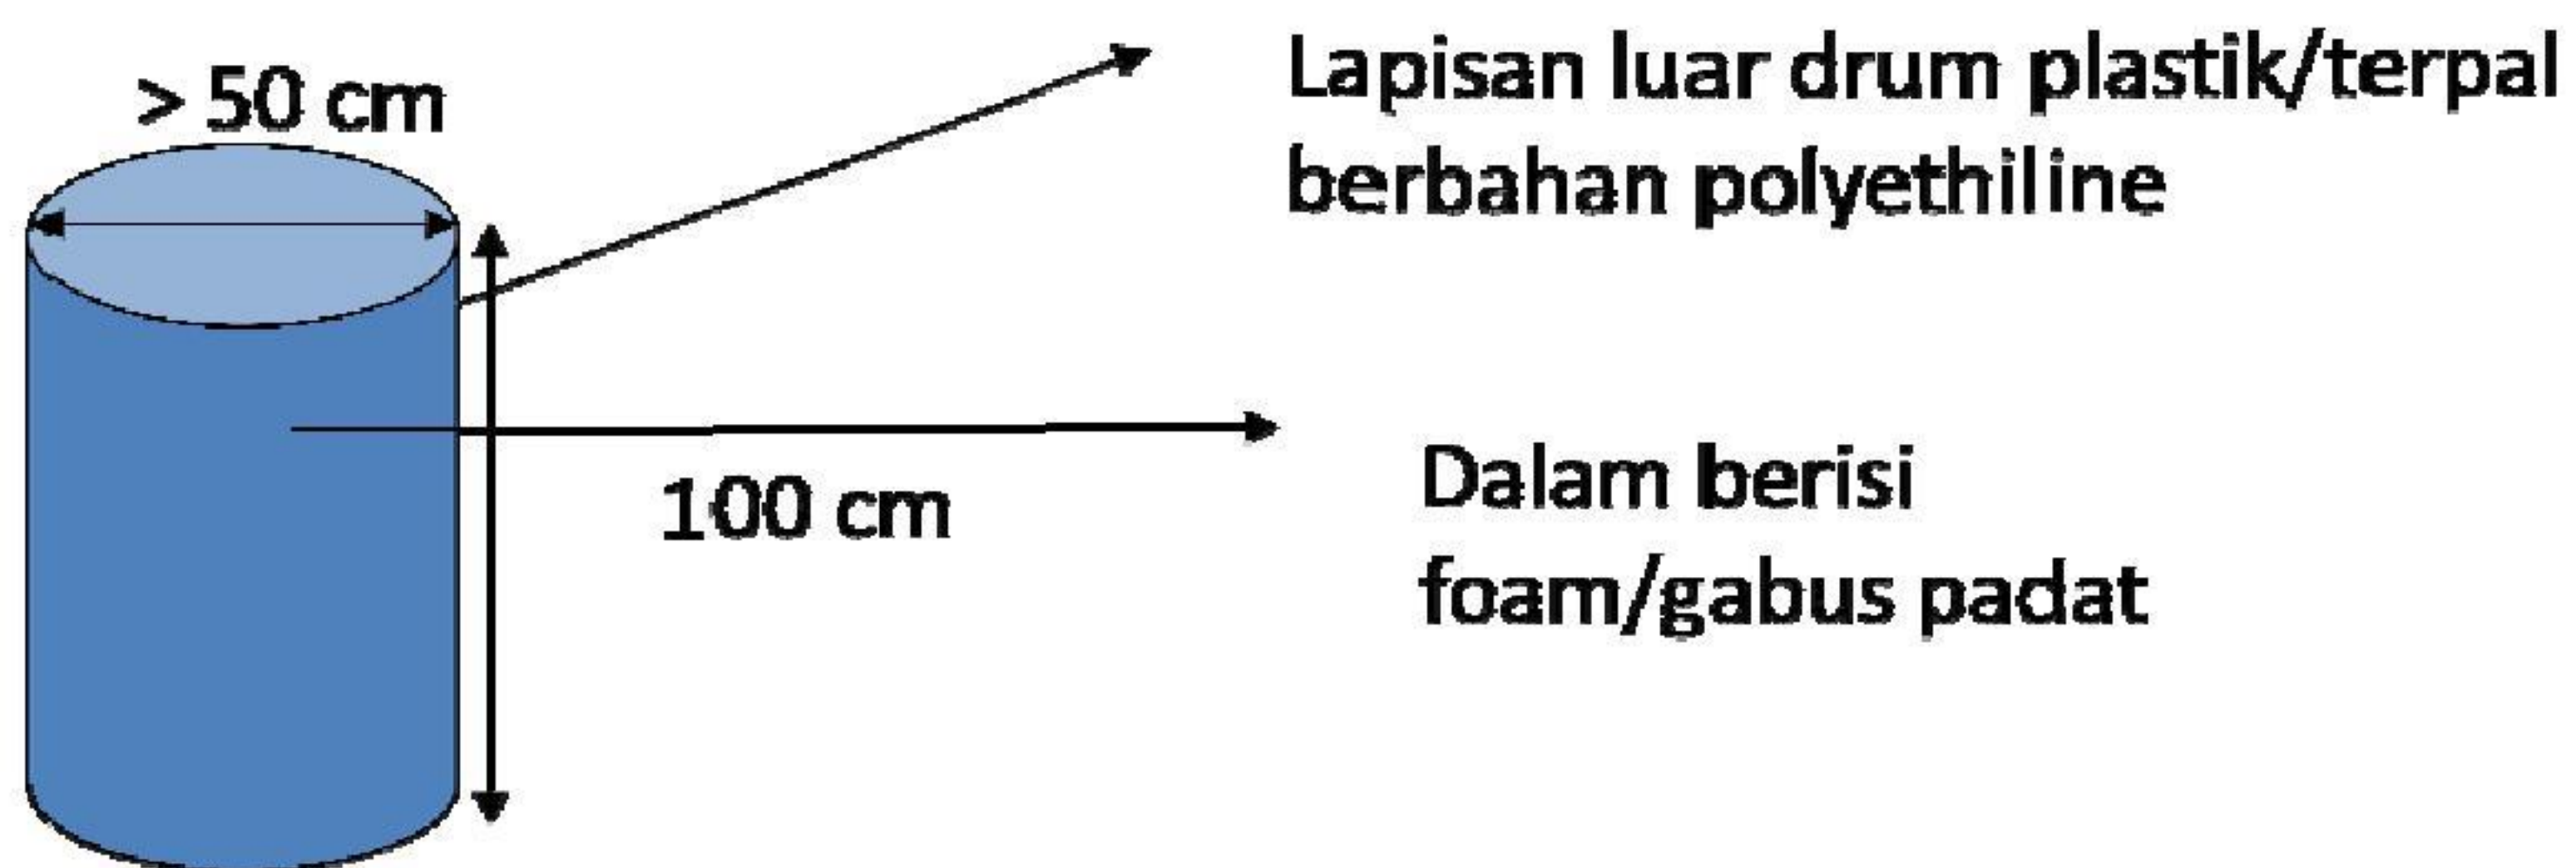 > 50 cm
Lapisan luar drum plastik/terpal
berbahan polyethiline
100 cm
Dalam berisi
foam/gabus padat